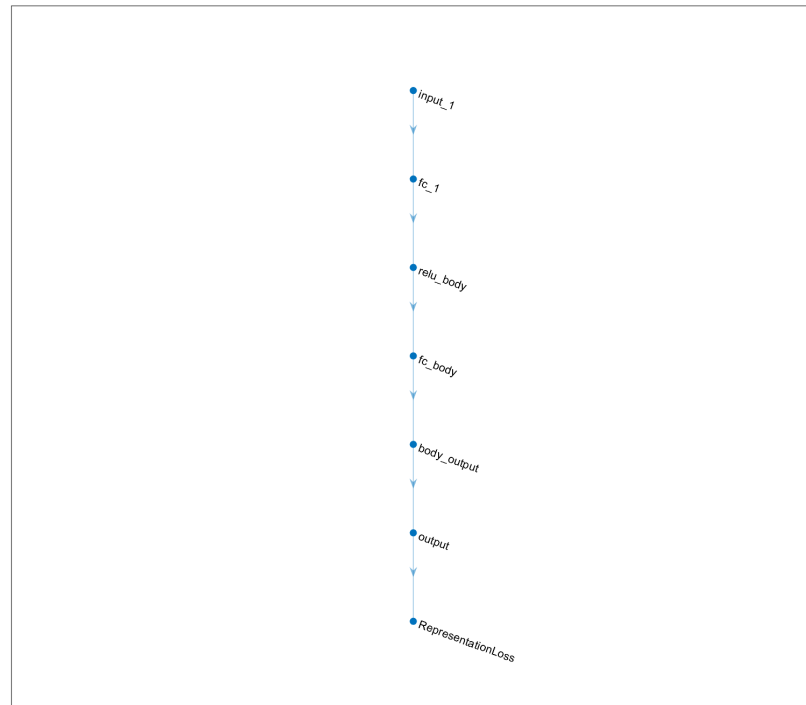 input_1
fc_1
relu_body
fc_body
body_output
output
RepresentationLoss